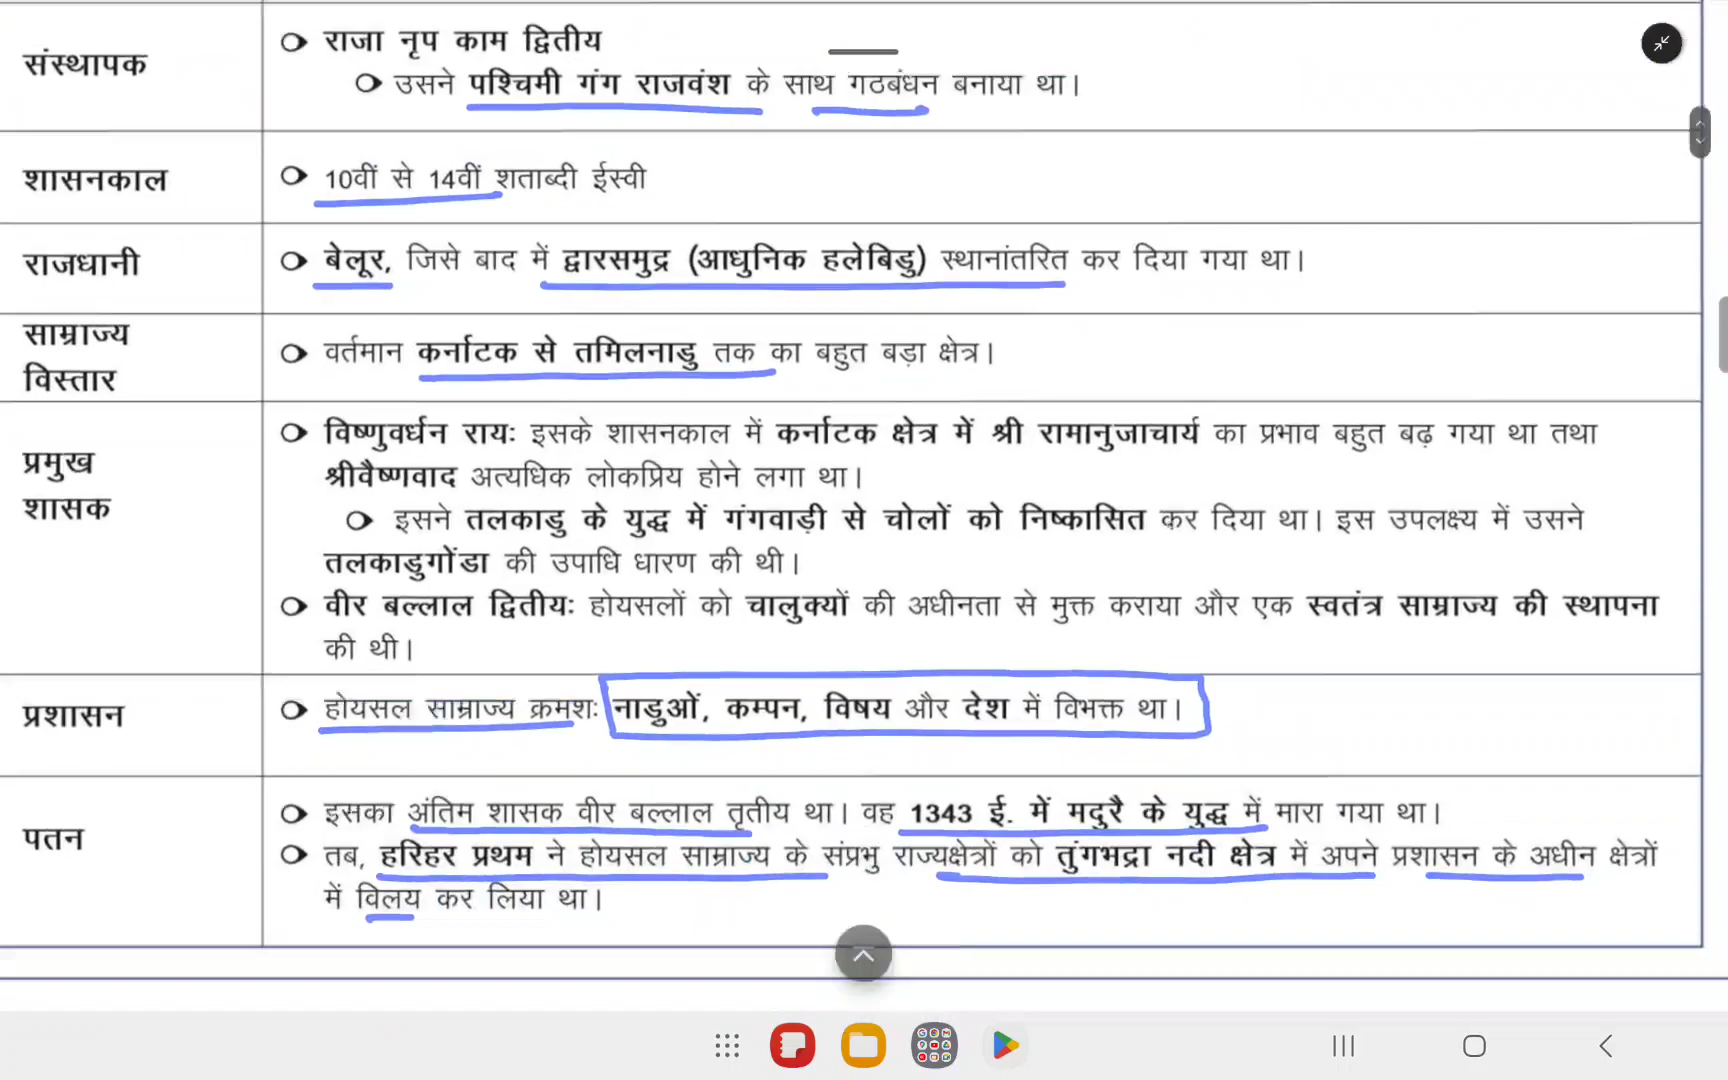 संस्थापक
राजा नृप काम द्वितीय
उसने पश्चिमी गंग राजवंश के साथ गठबंधन बनाया था।
शासनकाल
10वीं से 14वीं शताब्दी ईस्वी
राजधानी
बेलूर, जिसे बाद में द्वारसमुद्र (आधुनिक हलेबिडु) स्थानांतरित कर दिया गया था।
साम्राज्य
विस्तार
वर्तमान कर्नाटक से तमिलनाडु तक का बहुत बड़ा क्षेत्र।
प्रमुख
शासक
विष्णुवर्धन रायः इसके शासनकाल में कर्नाटक क्षेत्र में श्री रामानुजाचार्य का प्रभाव बहुत बढ़ गया था तथा
श्रीवैष्णवाद अत्यधिक लोकप्रिय होने लगा था।
इसने तलकाडु के युद्ध में गंगवाड़ी से चोलों को निष्कासित कर दिया था। इस उपलक्ष्य में उसने
तलकाडुगोंडा की उपाधि धारण की थी।
वीर बल्लाल द्वितीयः होयसलों को चालुक्यों की अधीनता से मुक्त कराया और एक स्वतंत्र साम्राज्य की स्थापना
की थी।
प्रशासन
होयसल साम्राज्य क्रमशः नाडुओं, कम्पन, विषय और देश में विभक्त था।
पतन
इसका अंतिम शासक वीर बल्लाल तृतीय था। वह 1343 ई. में मदुरै के युद्ध में मारा गया था।
तब, हरिहर प्रथम ने होयसल साम्राज्य के संप्रभु राज्यक्षेत्रों को तुंगभद्रा नदी क्षेत्र में अपने प्रशासन के अधीन क्षेत्रों
में विलय कर लिया था।